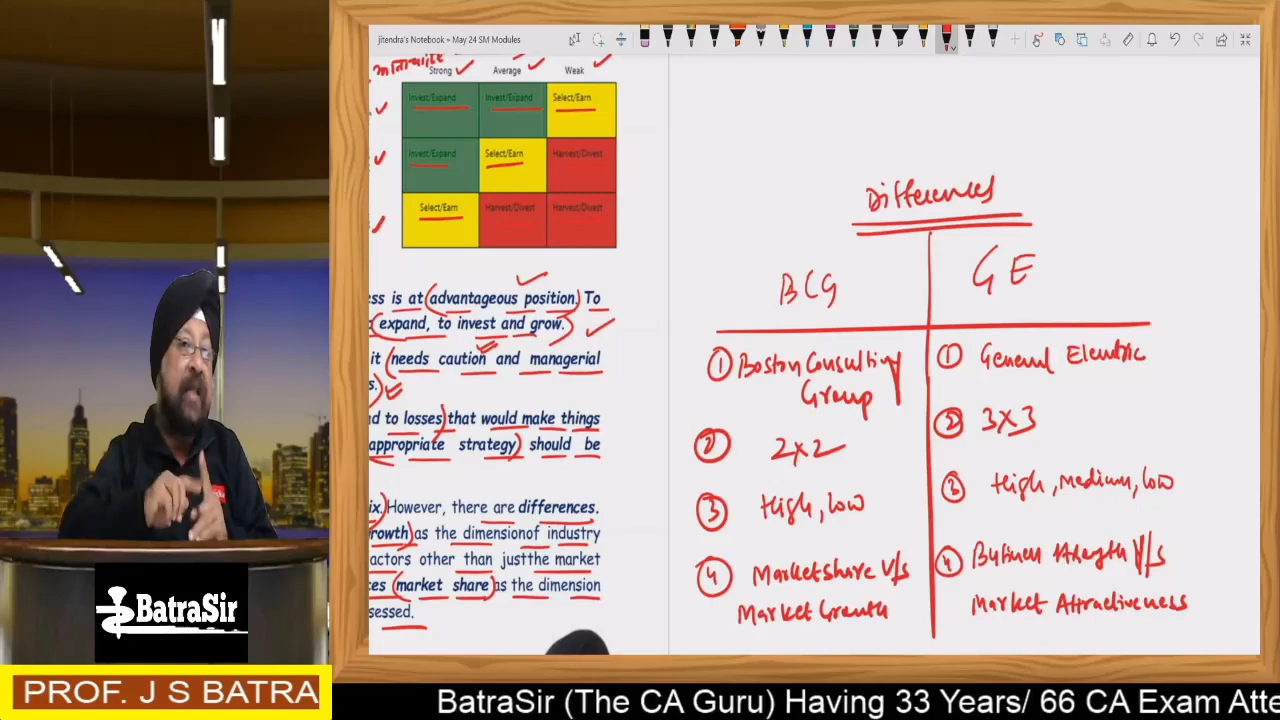 jitendra's Notebook » May 24 SM Modules
Strong Average Weak
Invest/Expand Invest/Expand Select/Earn
Invest/Expand Select/Earn Harvest/Divest
Select/Earn Harvest/Divest Harvest/Divest
ess is at (advantageous position. To
expand, to invest and grow.
it needs caution and managerial
s.
d to losses) that would make things
appropriate strategy) should be
ix. However, there are differences.
growth) as the dimensionof industry
actors other than justthe market
ces (market share) as the dimension
sessed.
Differences
BCG GE
① Boston Consulting
Group
① General Electric
② 2x2
② 3x3
③ High, low
③ High, medium, low
④ Market share v/s
Market Growth
④ Business strength v/s
Market Attractiveness
BatraSir
PROF. J S BATRA
BatraSir (The CA Guru) Having 33 Years/ 66 CA Exam Atte